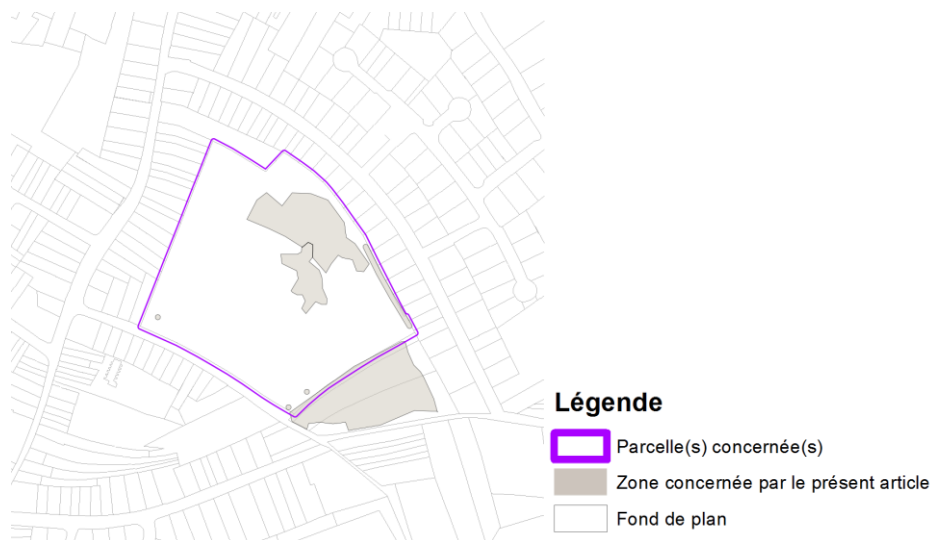 Légende
Parcelle(s) concernée(s)
Zone concernée par le présent article
Fond de plan